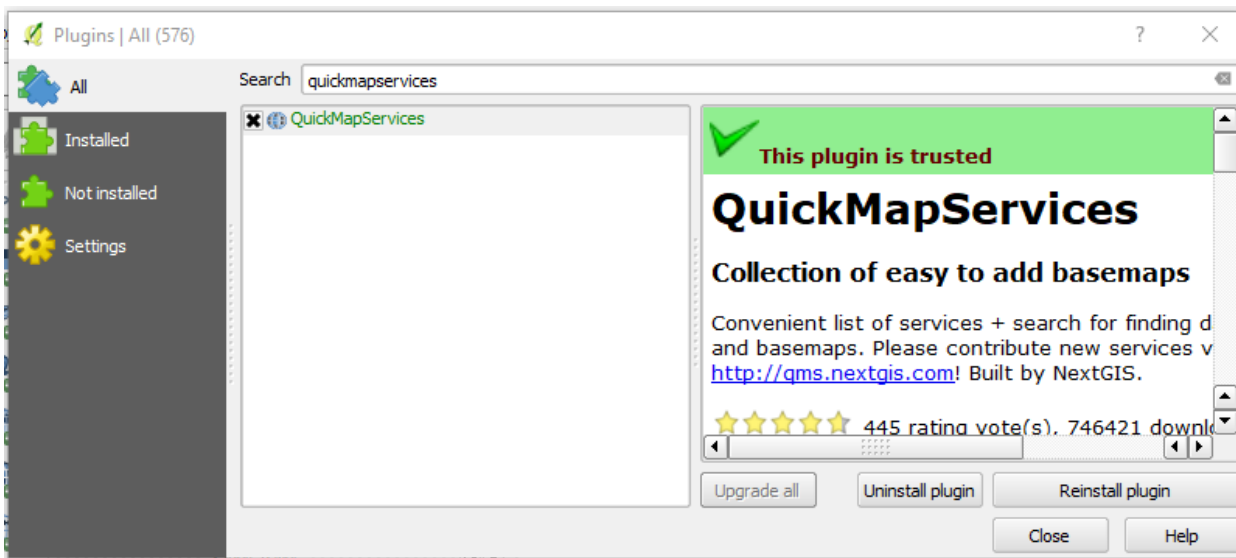 Plugins | All (576)
All
Installed
Not installed
Settings
Search quickmapservices
QuickMapServices
This plugin is trusted
QuickMapServices
Collection of easy to add basemaps
Convenient list of services + search for finding d
and basemaps. Please contribute new services v
http://qms.nextgis.com! Built by NextGIS.
445 rating vote(s), 746421 downlo
Upgrade all
Uninstall plugin
Reinstall plugin
Close
Help